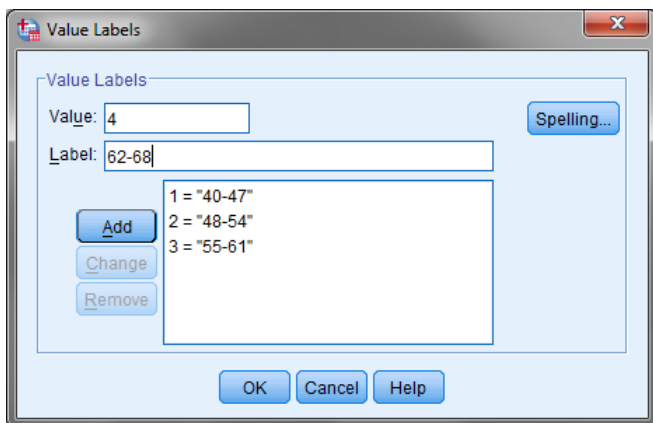 Value Labels
Value Labels
Value: 4
Spelling...
Label: 62-68
1 = "40-47"
Add
2 = "48-54"
3 = "55-61"
Change
Remove
OK Cancel Help